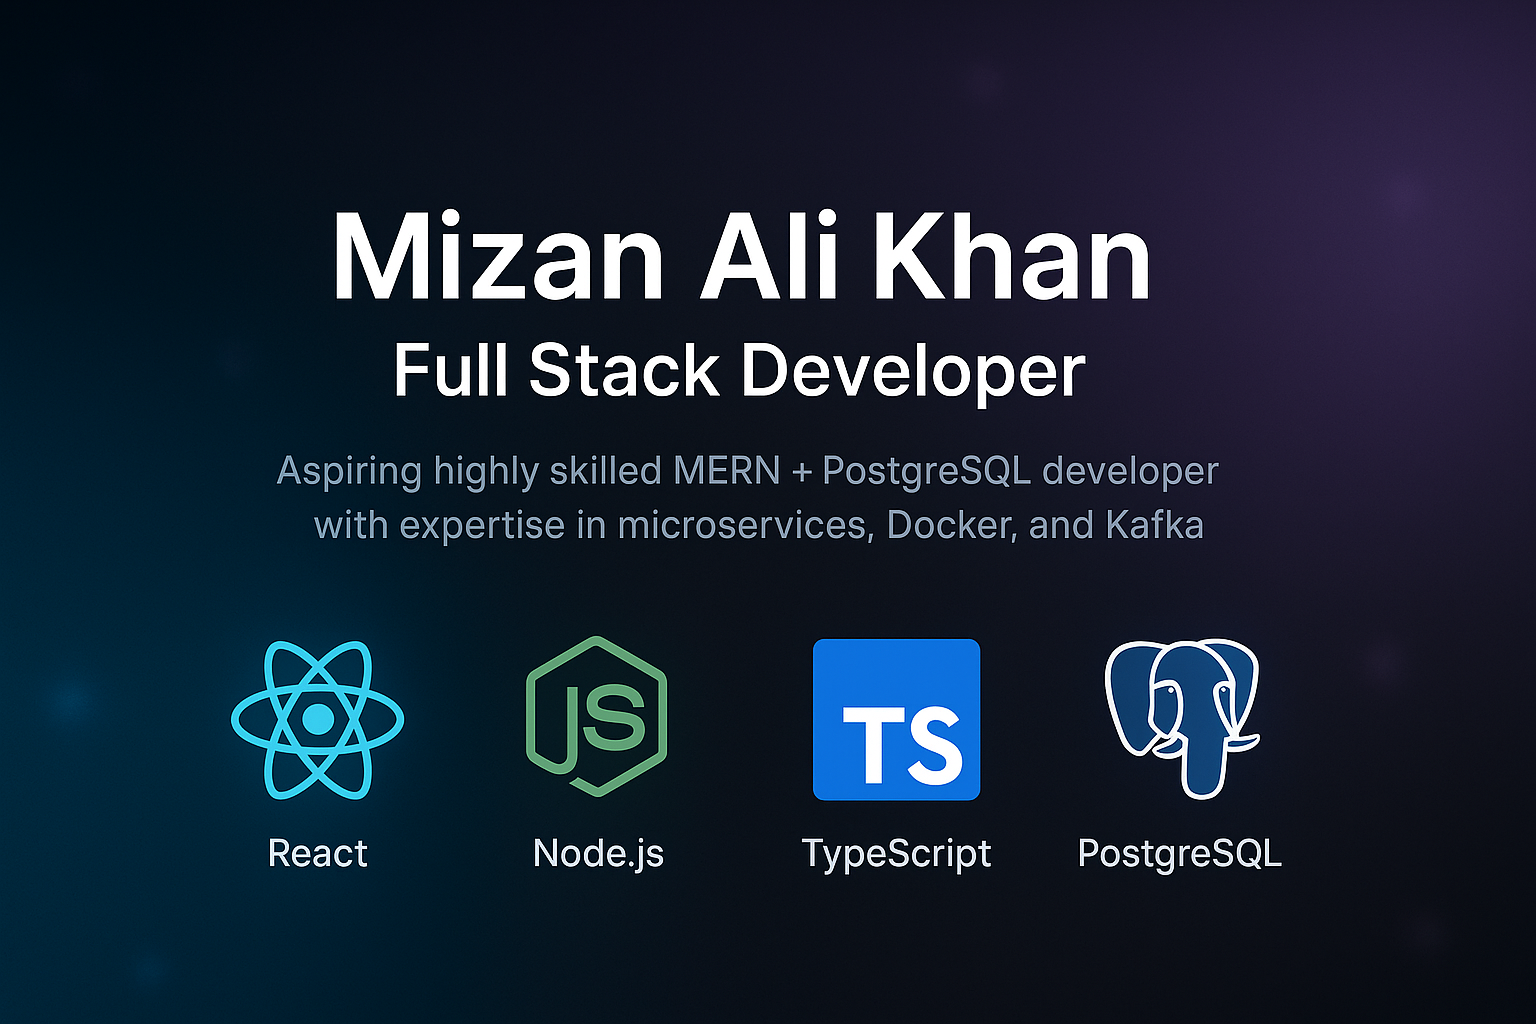 Mizan Ali Khan
Full Stack Developer
Aspiring highly skilled MERN + PostgreSQL developer
with expertise in microservices, Docker, and Kafka
JS
TS
React
Node.js
TypeScript
PostgreSQL